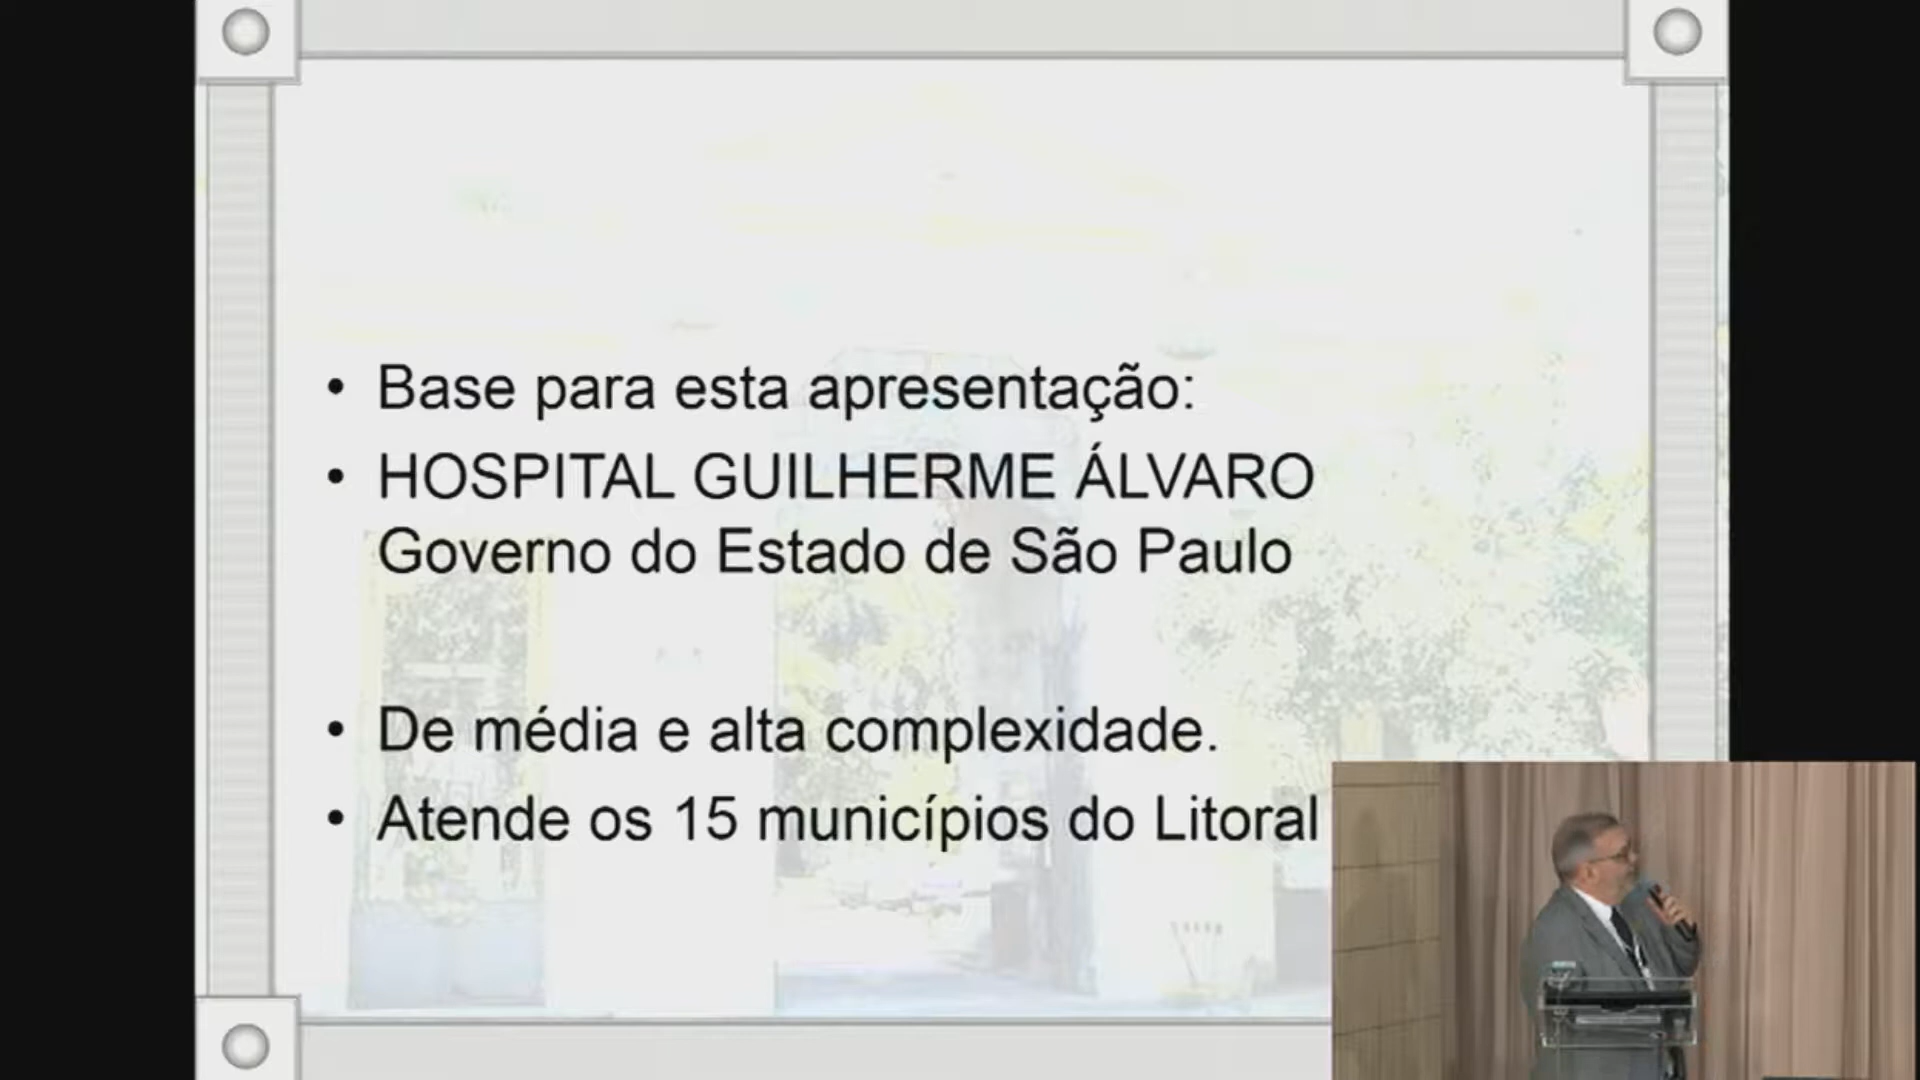 • Base para esta apresentação:
• HOSPITAL GUILHERME ÁLVARO
Governo do Estado de São Paulo
• De média e alta complexidade.
• Atende os 15 municípios do Litoral